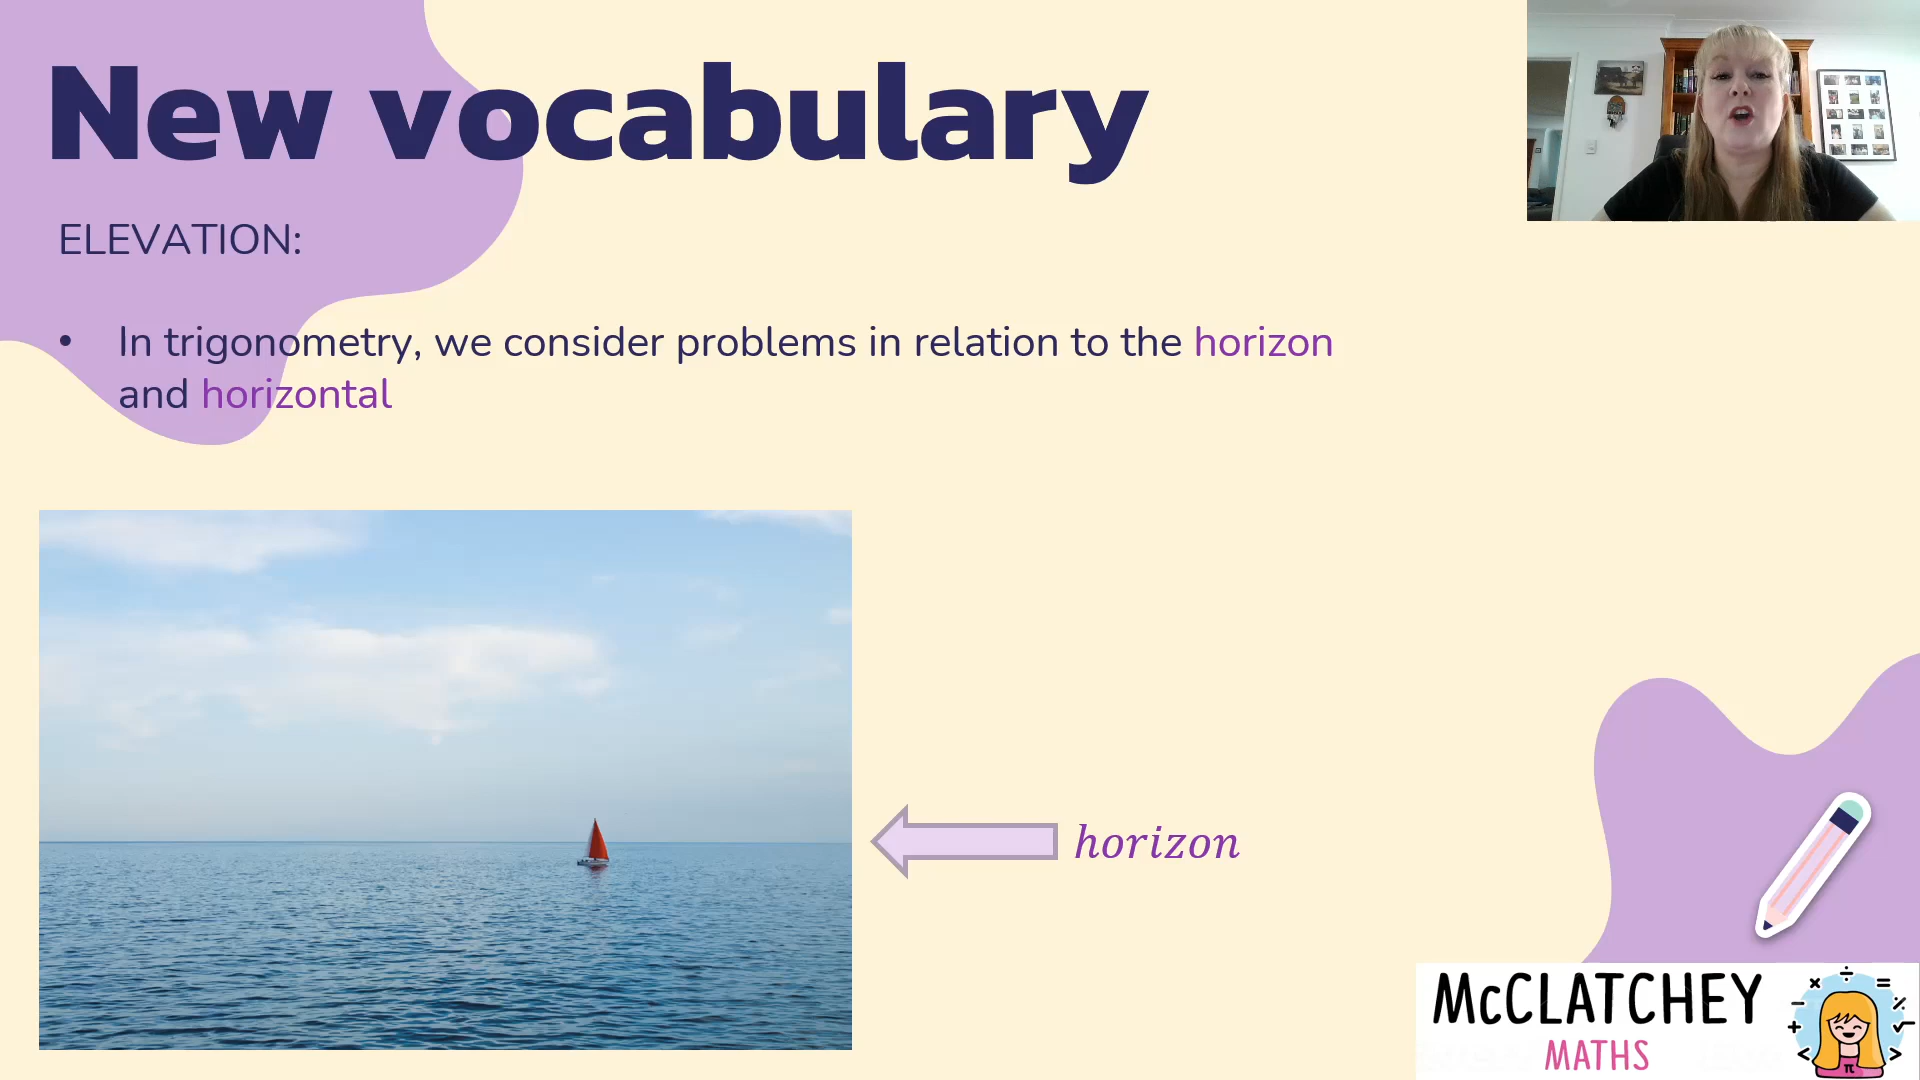 New vocabulary
ELEVATION:
• In trigonometry, we consider problems in relation to the horizon
and horizontal
horizon
McCLATCHEY
MATHS
× ÷ =
− %
+ √
< π >